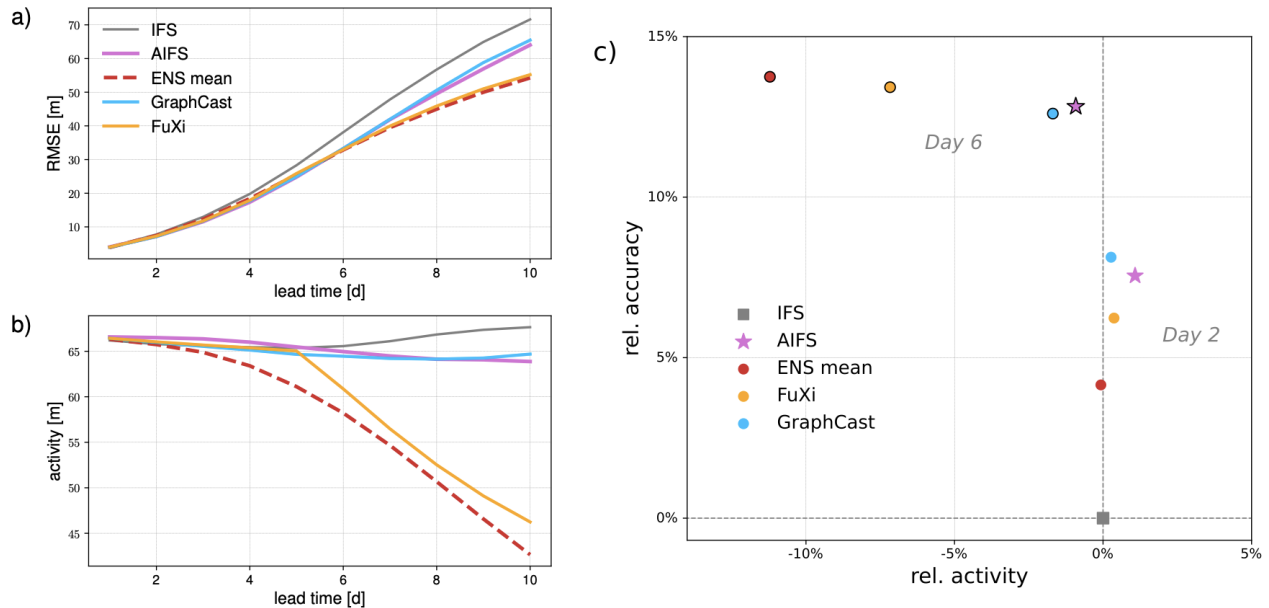 a)
70
60
50
40
30
20
10
RMSE [m]
IFS
AIFS
ENS mean
GraphCast
FuXi
2 4 6 8 10
lead time [d]
b)
65
60
55
50
45
activity [m]
2 4 6 8 10
lead time [d]
c)
15%
10%
5%
0%
rel. accuracy
Day 6
Day 2
IFS
AIFS
ENS mean
FuXi
GraphCast
-10% -5% 0% 5%
rel. activity